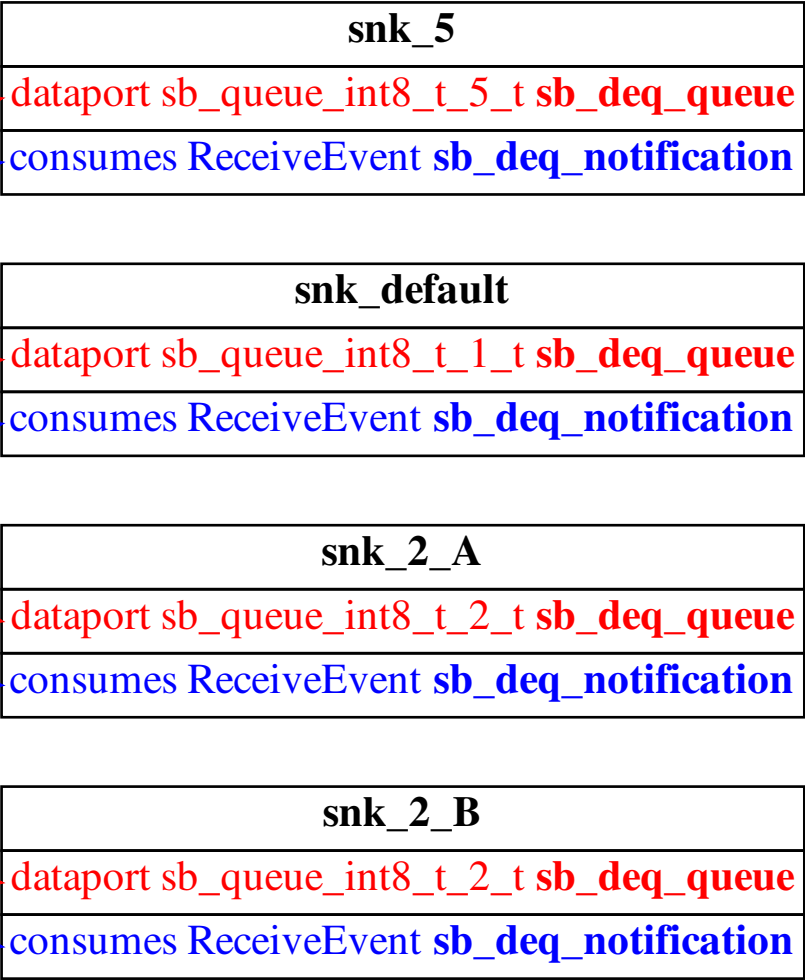 snk_5
dataport sb_queue_int8_t_5_t sb_deq_queue
consumes ReceiveEvent sb_deq_notification
snk_default
dataport sb_queue_int8_t_1_t sb_deq_queue
consumes ReceiveEvent sb_deq_notification
snk_2_A
dataport sb_queue_int8_t_2_t sb_deq_queue
consumes ReceiveEvent sb_deq_notification
snk_2_B
dataport sb_queue_int8_t_2_t sb_deq_queue
consumes ReceiveEvent sb_deq_notification